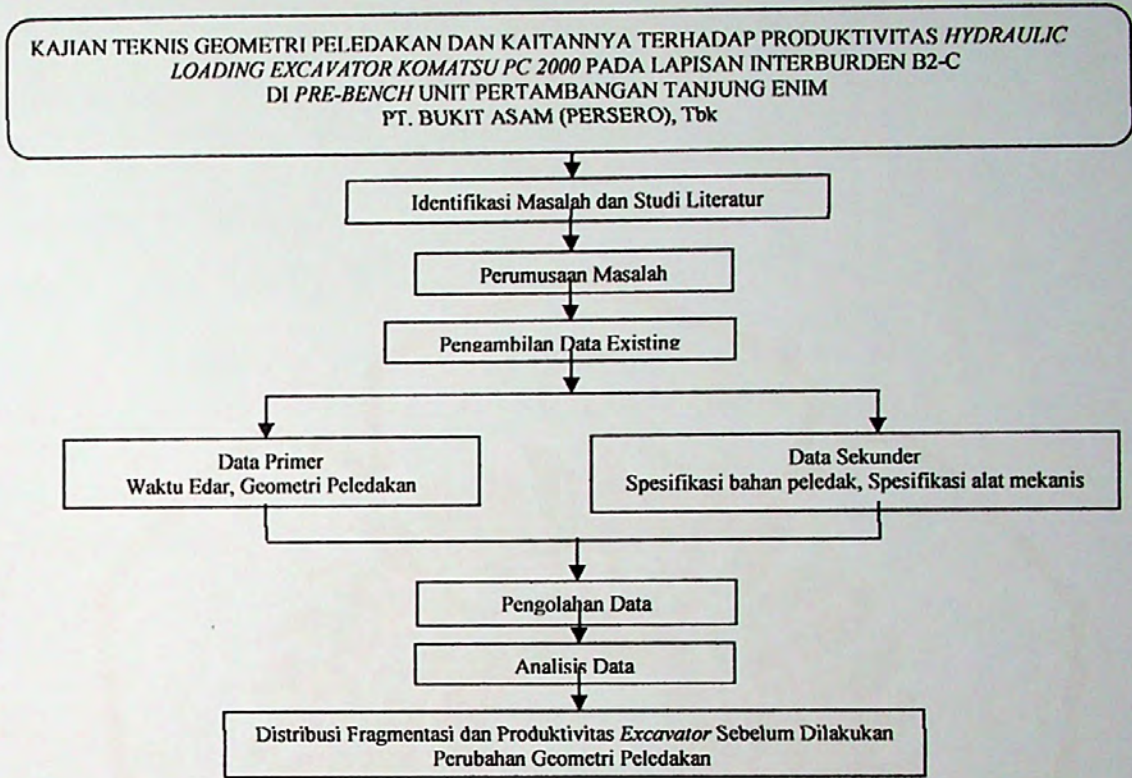 KAJIAN TEKNIS GEOMETRI PELEDAKAN DAN KAITANNYA TERHADAP PRODUKTIVITAS HYDRAULIC
LOADING EXCAVATOR KOMATSU PC 2000 PADA LAPISAN INTERBURDEN B2-C
DI PRE-BENCH UNIT PERTAMBANGAN TANJUNG ENIM
PT. BUKIT ASAM (PERSERO), Tbk
Identifikasi Masalah dan Studi Literatur
Perumusaan Masalah
Pengambilan Data Existing
Data Primer
Waktu Edar, Geometri Peledakan
Data Sekunder
Spesifikasi bahan peledak, Spesifikasi alat mekanis
Pengolahan Data
Analisis Data
Distribusi Fragmentasi dan Produktivitas Excavator Sebelum Dilakukan
Perubahan Geometri Peledakan